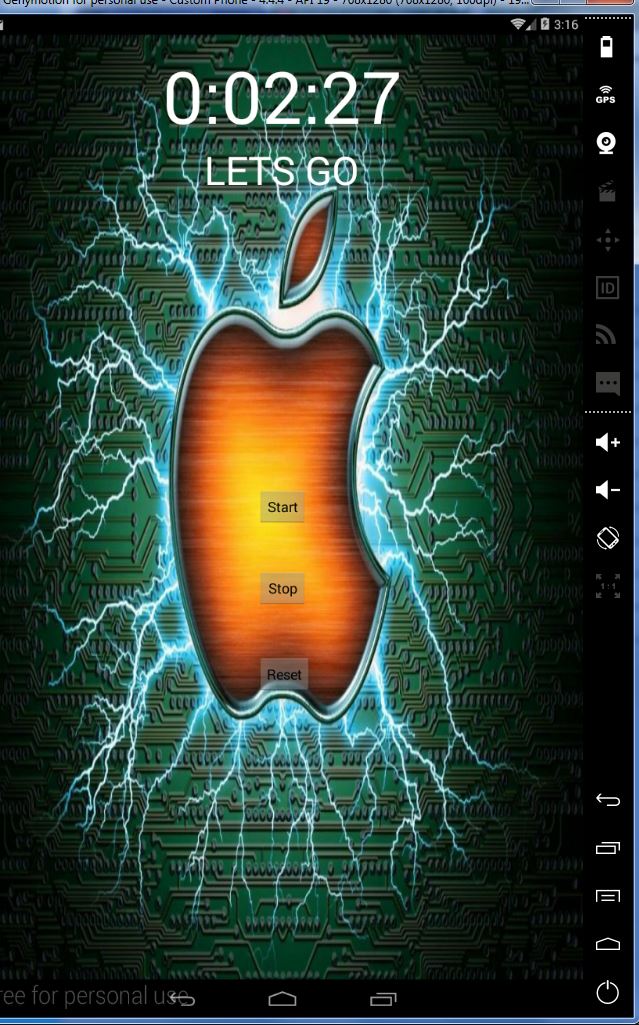 Genymotion for personal use - Custom Phone - 4.4.4 - API 19 - 768x1280 (768x1280, 160dpi) - 19...
3:16
0:02:27
LETS GO
GPS
ID
Start
Stop
1:1
Reset
ree for personal use